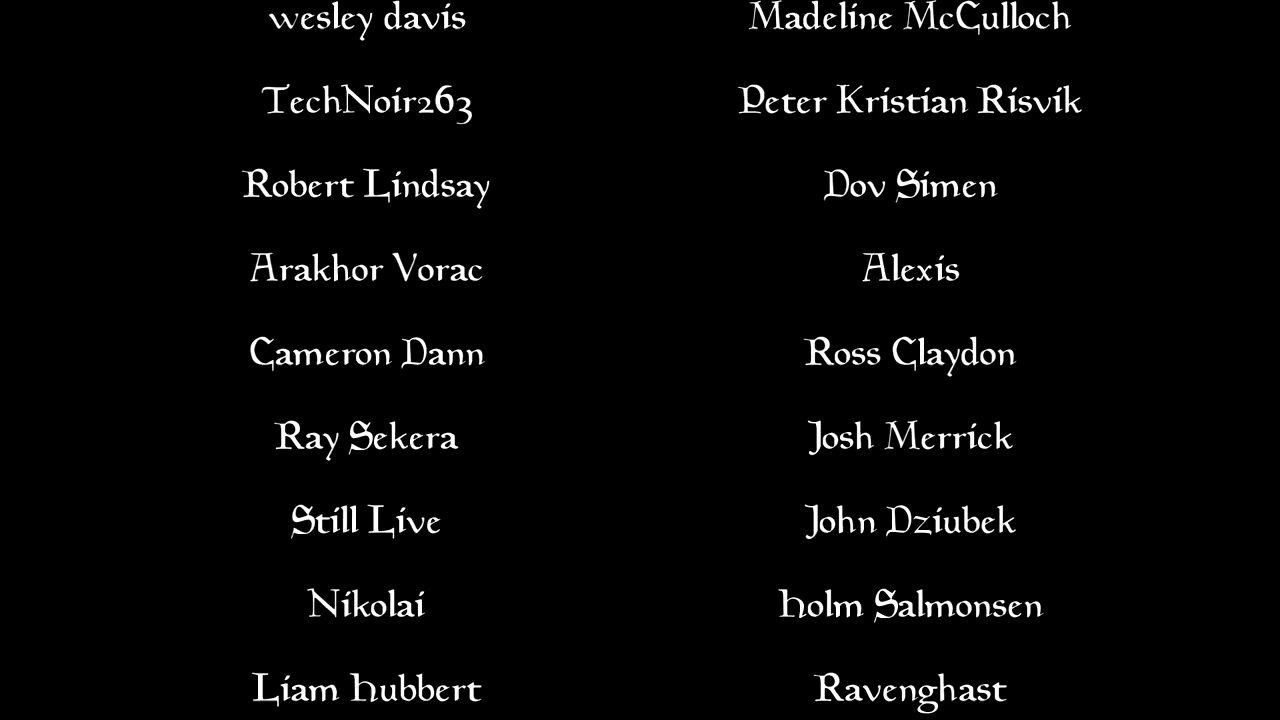 wesley davis
Madeline McCulloch
TechNoir263
Peter Kristian Risvik
Robert Lindsay
Dov Simen
Arakhor Vorac
Alexis
Cameron Dann
Ross Claydon
Ray Sekera
Josh Merrick
Still Live
John Dziubek
Nikolai
Holm Salmonsen
Liam Hubbert
Ravenghast